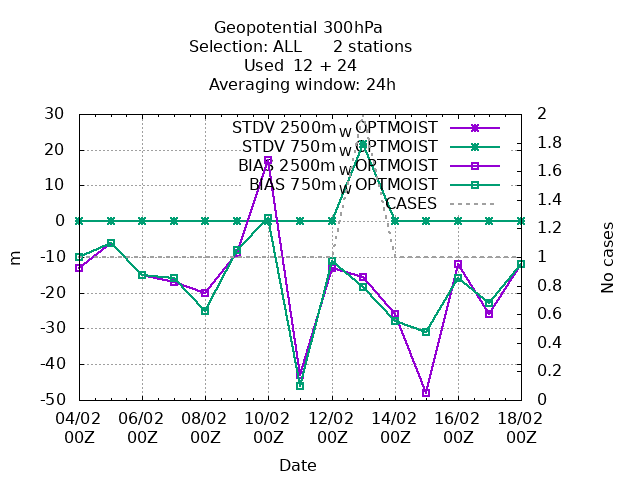 Geopotential 300hPa
Selection: ALL      2 stations
Used  12 + 24
Averaging window: 24h
30
20
10
0
-10
-20
-30
-40
-50
m
STDV 2500m w OPTMOIST
STDV 750m w OPTMOIST
BIAS 2500m w OPTMOIST
BIAS 750m w OPTMOIST
CASES
2
1.8
1.6
1.4
1.2
1
0.8
0.6
0.4
0.2
0
No cases
04/02 06/02 08/02 10/02 12/02 14/02 16/02 18/02
00Z 00Z 00Z 00Z 00Z 00Z 00Z 00Z
Date